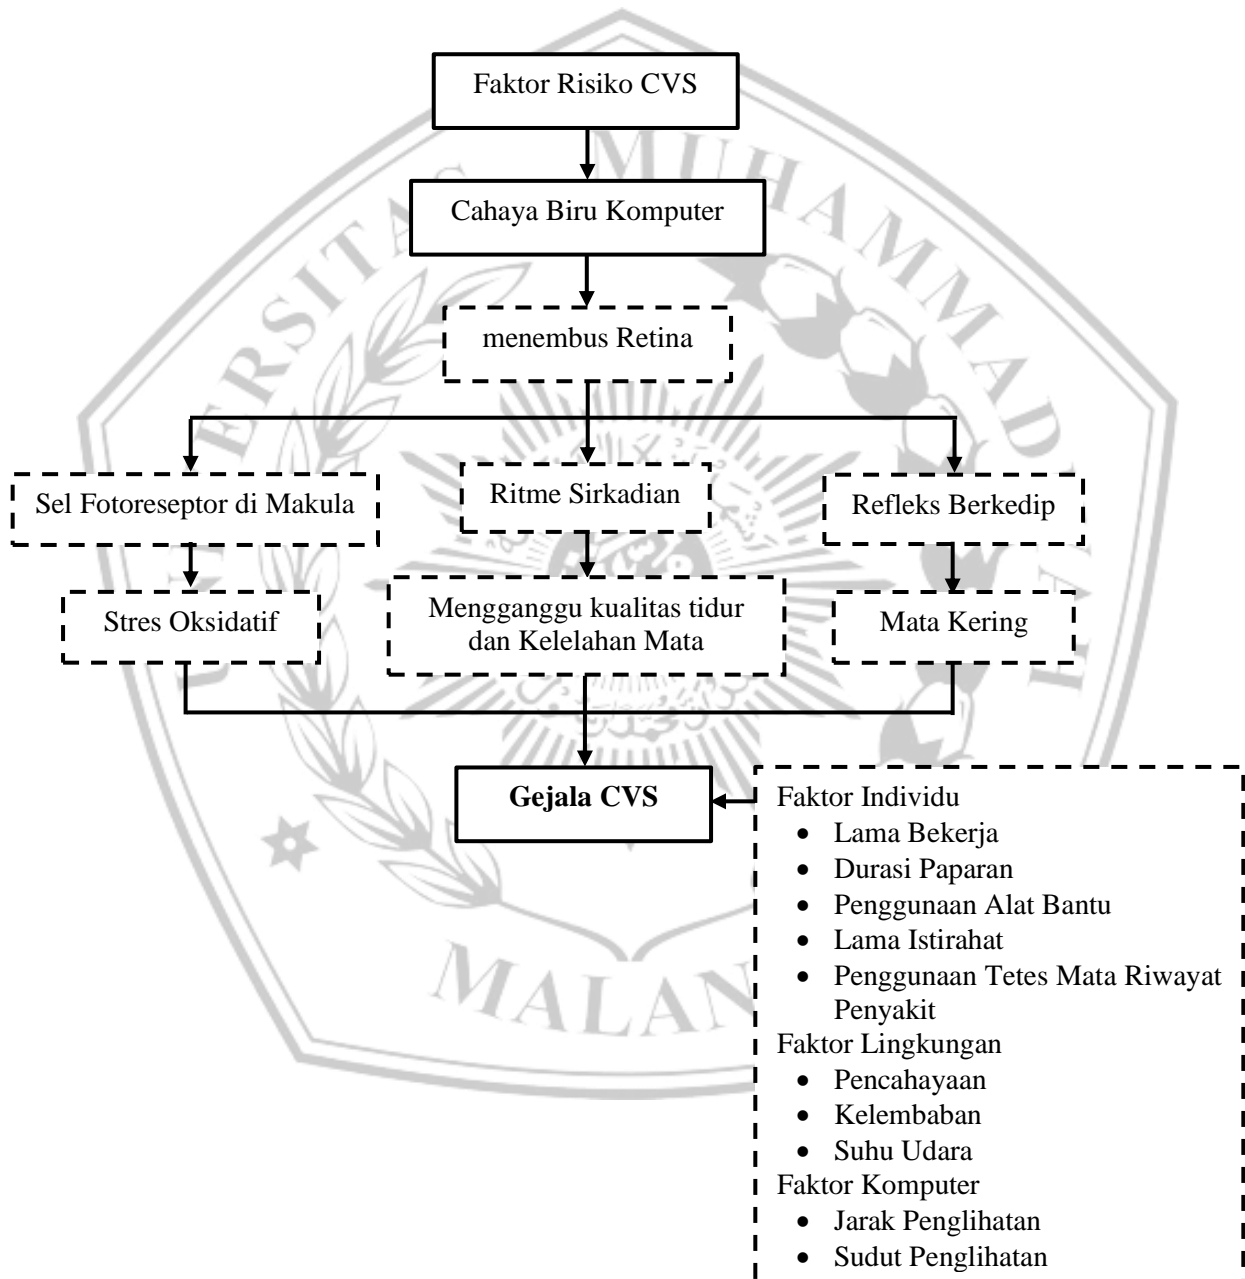 Faktor Risiko CVS
Cahaya Biru Komputer
menembus Retina
Sel Fotoreseptor di Makula
Ritme Sirkadian
Refleks Berkedip
Stres Oksidatif
Mengganggu kualitas tidur
dan Kelelahan Mata
Mata Kering
Gejala CVS
Faktor Individu
• Lama Bekerja
• Durasi Paparan
• Penggunaan Alat Bantu
• Lama Istirahat
• Penggunaan Tetes Mata Riwayat
Penyakit
Faktor Lingkungan
• Pencahayaan
• Kelembaban
• Suhu Udara
Faktor Komputer
• Jarak Penglihatan
• Sudut Penglihatan
MUHAMMAD